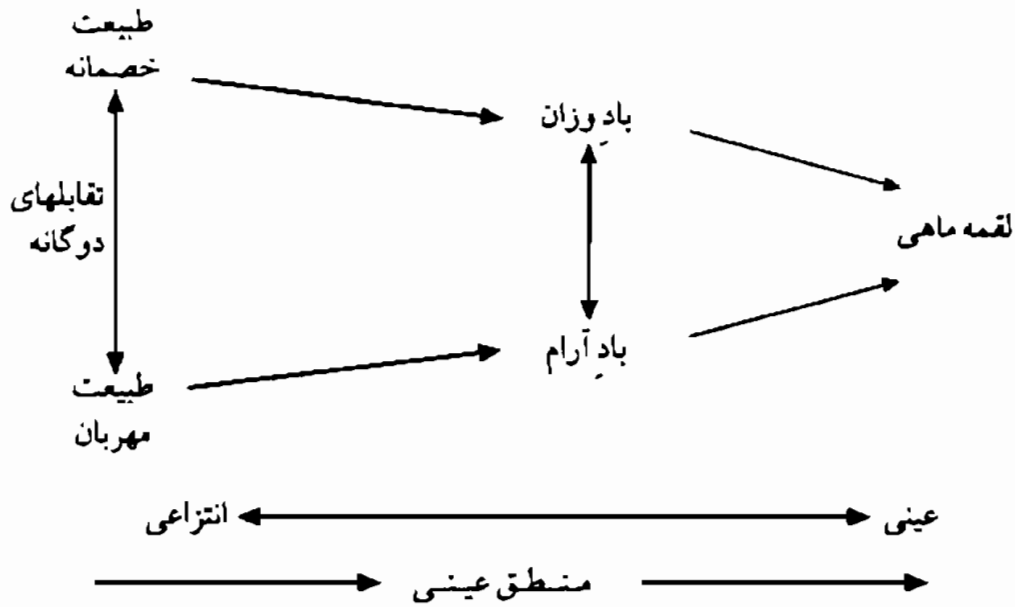 طبیعت
خصمانه
بادِ وزان
تقابلهای
دوگانه
لقمه ماهی
بادِ آرام
طبیعت
مهربان
عینی
انتزاعی
منطق عینی